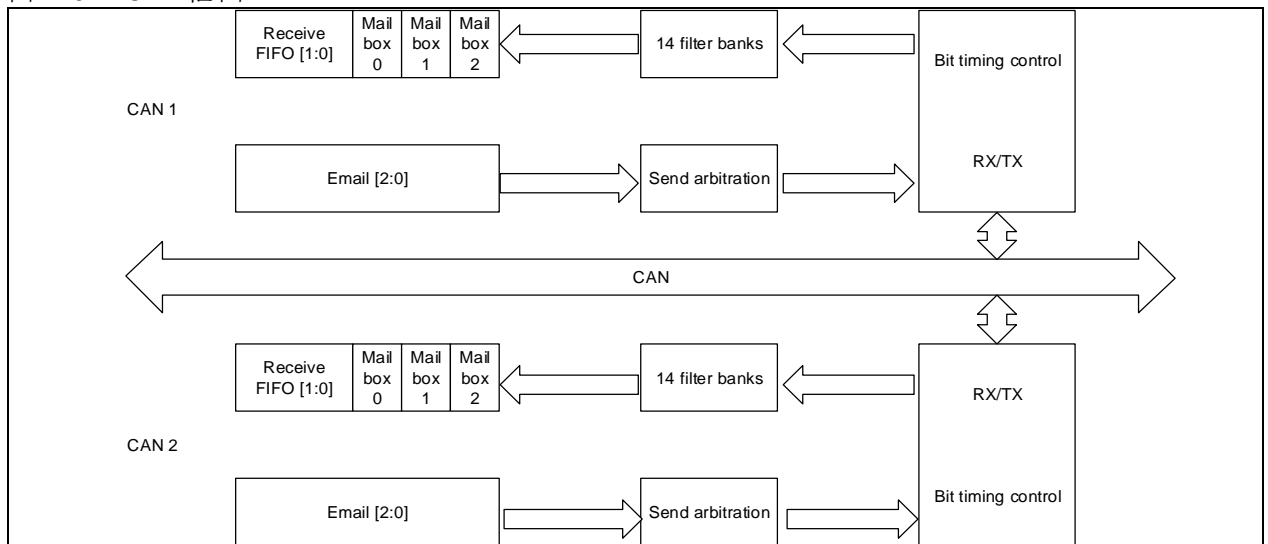 Receive FIFO [1:0]
Mail box 0
Mail box 1
Mail box 2
14 filter banks
Bit timing control
CAN 1
RX/TX
Email [2:0]
Send arbitration
CAN
Receive FIFO [1:0]
Mail box 0
Mail box 1
Mail box 2
14 filter banks
RX/TX
CAN 2
Email [2:0]
Send arbitration
Bit timing control